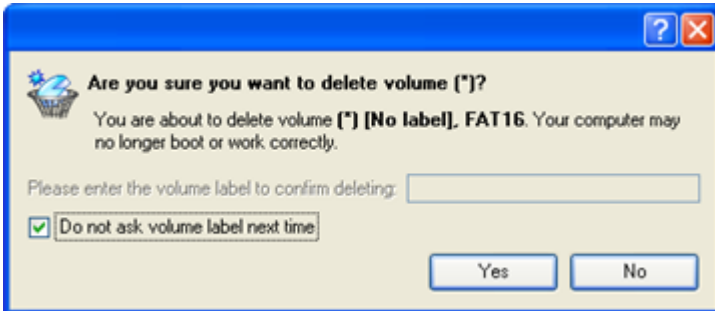 Are you sure you want to delete volume (*)?
You are about to delete volume (*) [No label], FAT16. Your computer may
no longer boot or work correctly.
Please enter the volume label to confirm deleting:
Do not ask volume label next time
Yes No